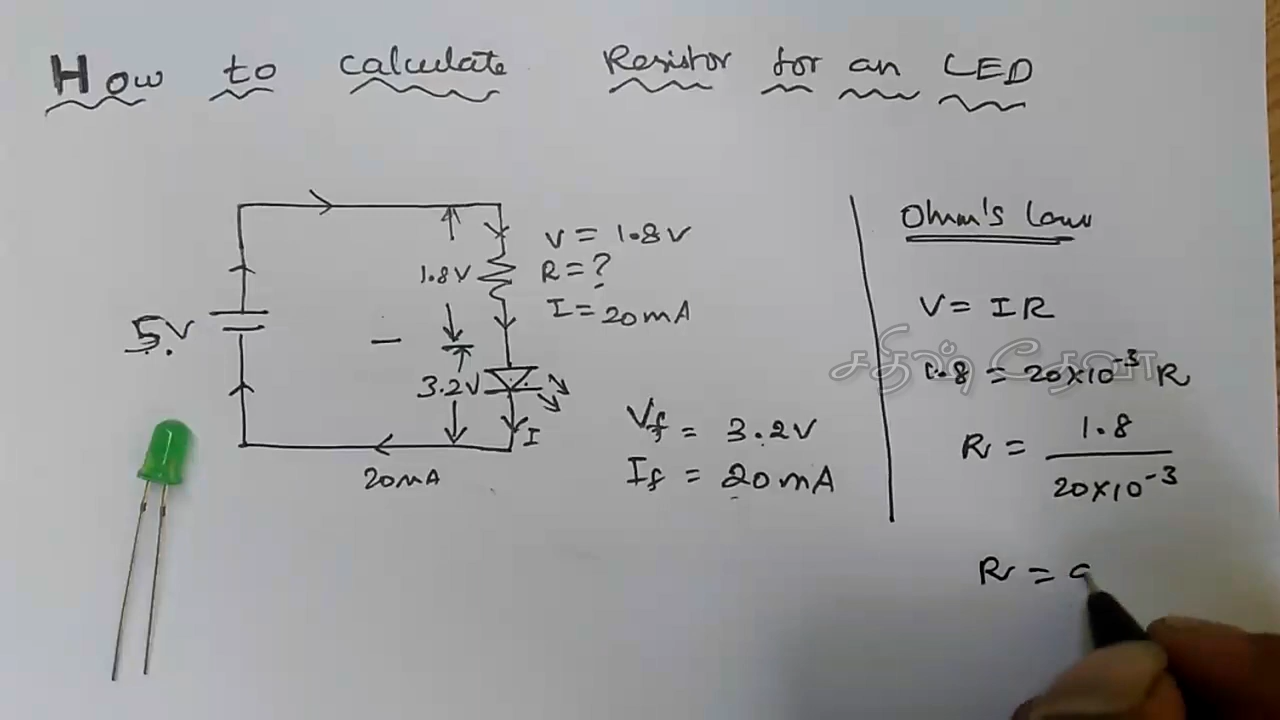 How to calculate Resistor for an LED
5V
1.8V
3.2V
I
20mA
V = 1.8V
R = ?
I = 20mA
Vf = 3.2V
If = 20mA
Ohm's Law
V = IR
1.8 = 20×10⁻³ R
R = 1.8 / 20×10⁻³
R =
சதிஷ் தேவா